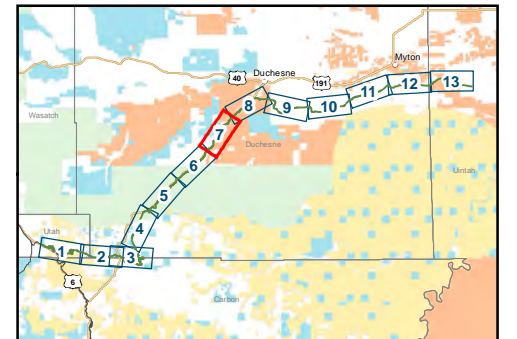 Myton
40
Duchesne
191
13
12
11
10
9
8
7
Wasatch
Duchesne
6
Uintah
5
4
Utah
1
2
3
6
Carbon